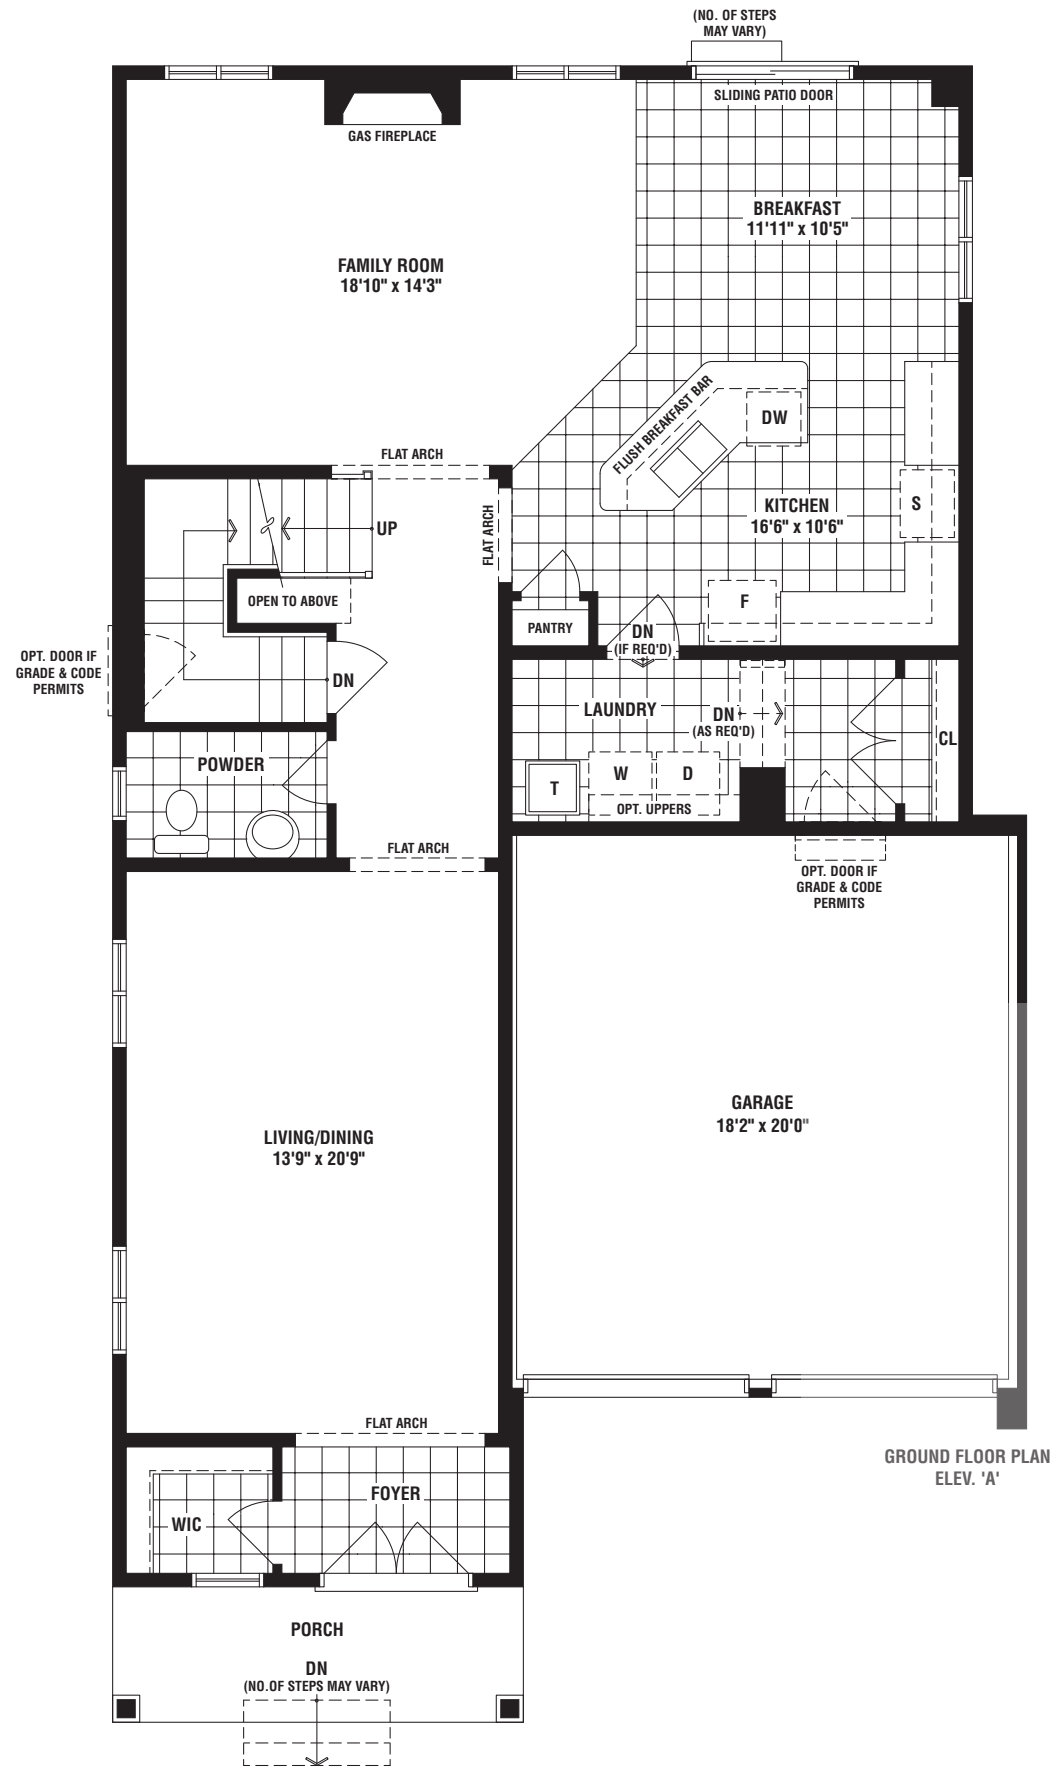 (NO. OF STEPS
MAY VARY)
SLIDING PATIO DOOR
GAS FIREPLACE
BREAKFAST
11'11" x 10'5"
FAMILY ROOM
18'10" x 14'3"
FLUSH BREAKFAST BAR
DW
FLAT ARCH
KITCHEN
16'6" x 10'6"
S
UP
FLAT ARCH
OPEN TO ABOVE
F
PANTRY
DN
(IF REQ'D)
OPT. DOOR IF
GRADE & CODE
PERMITS
DN
LAUNDRY
DN
(AS REQ'D)
CL
POWDER
T
W
D
OPT. UPPERS
FLAT ARCH
OPT. DOOR IF
GRADE & CODE
PERMITS
GARAGE
18'2" x 20'0"
LIVING/DINING
13'9" x 20'9"
FLAT ARCH
GROUND FLOOR PLAN
ELEV. 'A'
FOYER
WIC
PORCH
DN
(NO.OF STEPS MAY VARY)